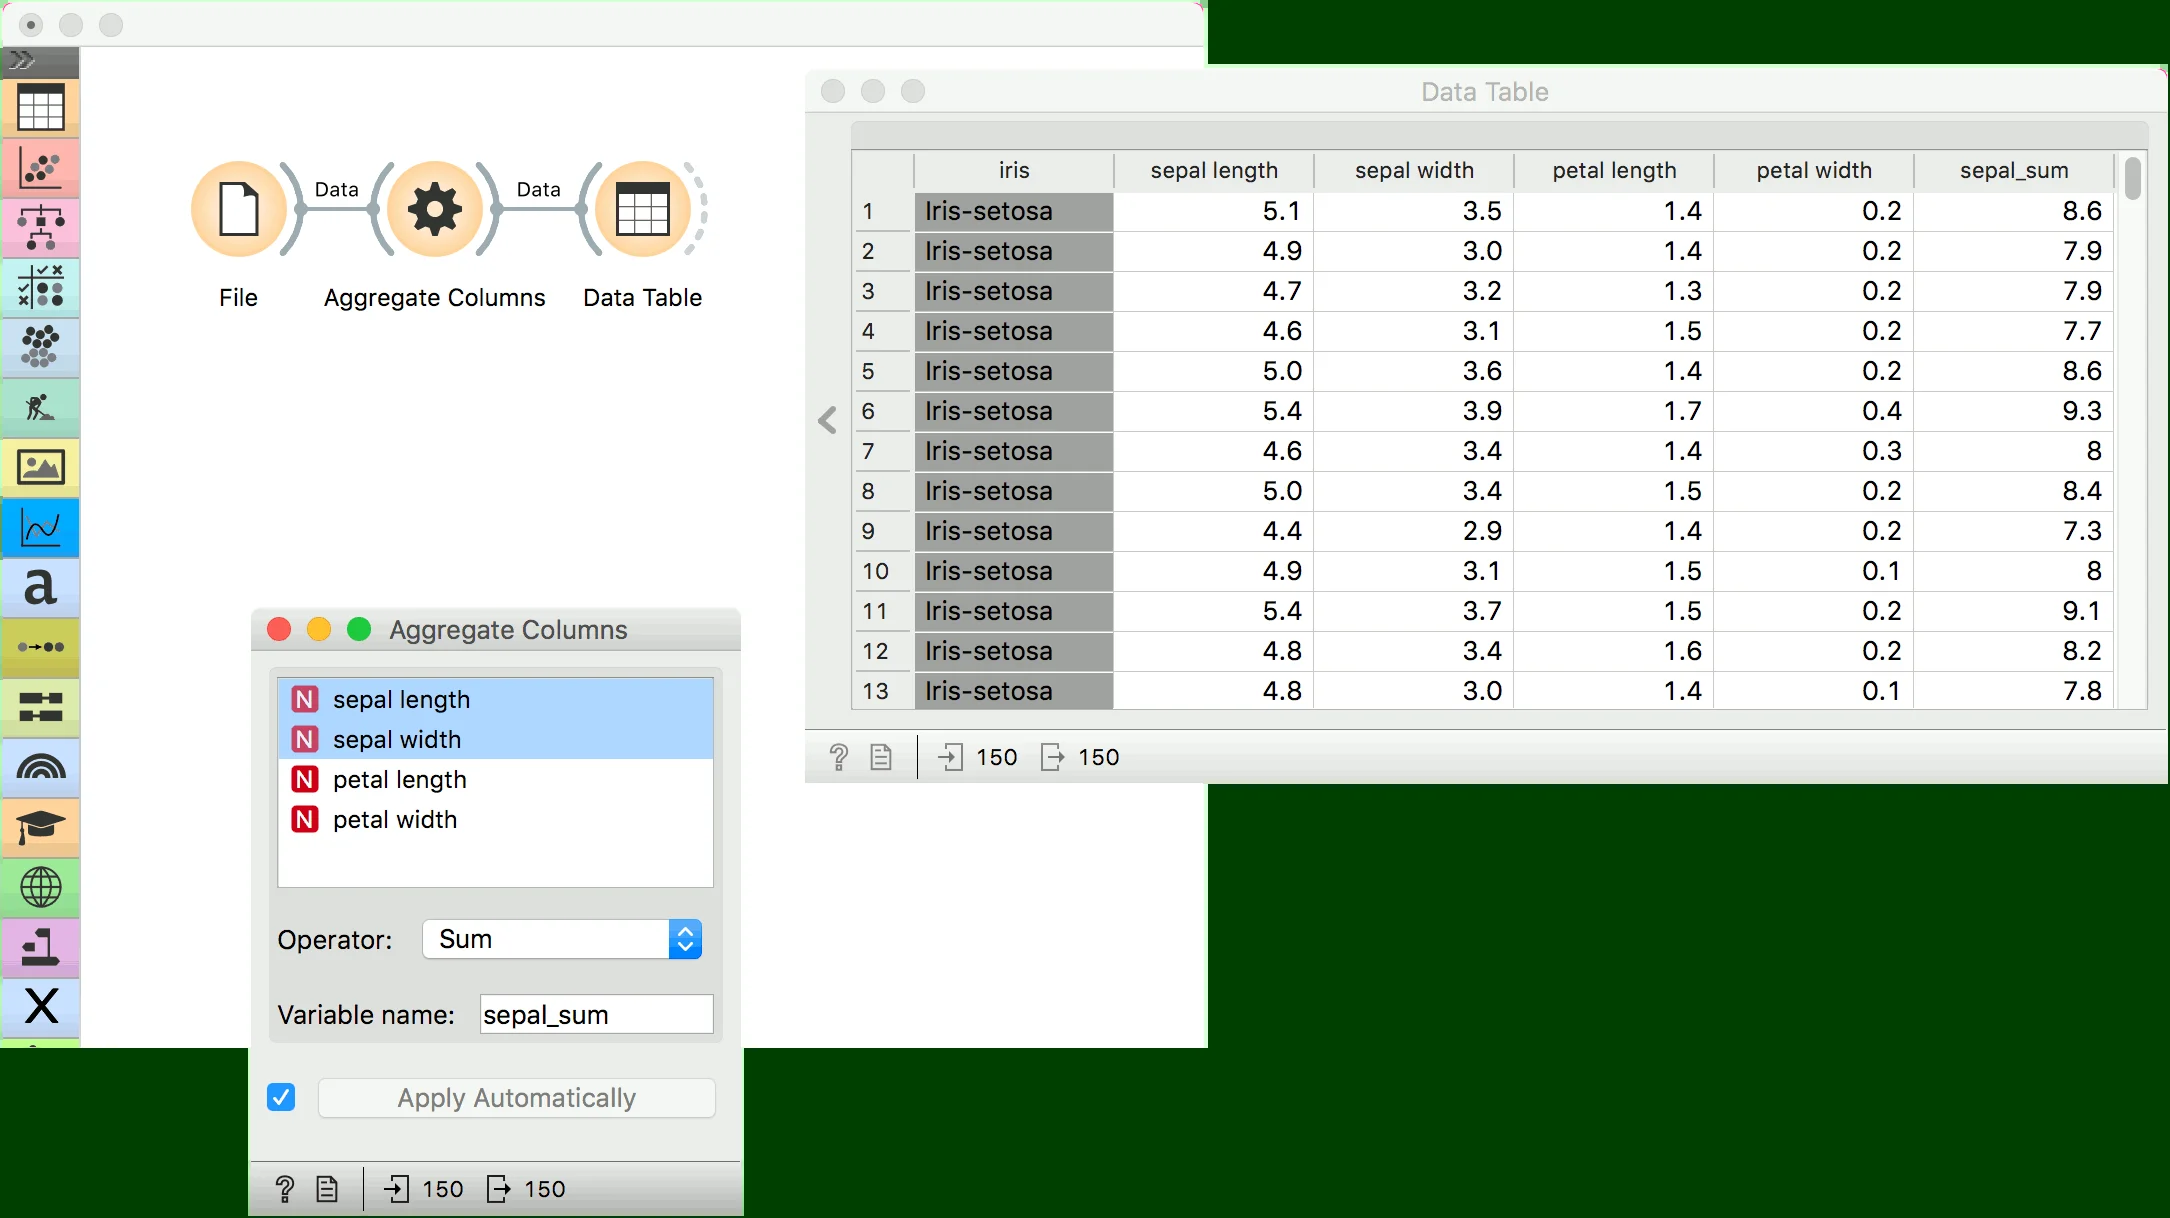 Data Data
File Aggregate Columns Data Table
a
X
Data Table
iris sepal length sepal width petal length petal width sepal_sum
1 Iris-setosa 5.1 3.5 1.4 0.2 8.6
2 Iris-setosa 4.9 3.0 1.4 0.2 7.9
3 Iris-setosa 4.7 3.2 1.3 0.2 7.9
4 Iris-setosa 4.6 3.1 1.5 0.2 7.7
5 Iris-setosa 5.0 3.6 1.4 0.2 8.6
6 Iris-setosa 5.4 3.9 1.7 0.4 9.3
7 Iris-setosa 4.6 3.4 1.4 0.3 8
8 Iris-setosa 5.0 3.4 1.5 0.2 8.4
9 Iris-setosa 4.4 2.9 1.4 0.2 7.3
10 Iris-setosa 4.9 3.1 1.5 0.1 8
11 Iris-setosa 5.4 3.7 1.5 0.2 9.1
12 Iris-setosa 4.8 3.4 1.6 0.2 8.2
13 Iris-setosa 4.8 3.0 1.4 0.1 7.8
? 150 150
Aggregate Columns
N sepal length
N sepal width
N petal length
N petal width
Operator: Sum
Variable name: sepal_sum
Apply Automatically
? 150 150